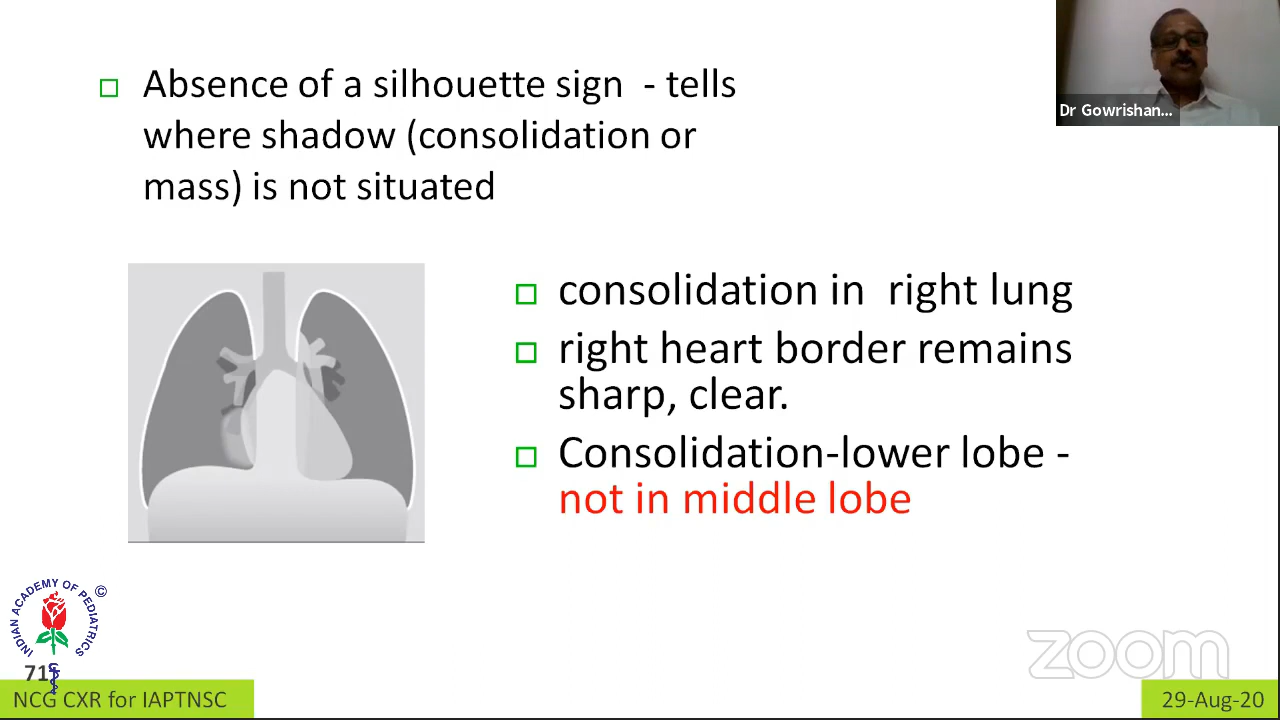 Absence of a silhouette sign - tells
where shadow (consolidation or
mass) is not situated
Dr Gowrishan...
consolidation in right lung
right heart border remains
sharp, clear.
Consolidation-lower lobe -
not in middle lobe
INDIAN ACADEMY OF PEDIATRICS
©
71
NCG CXR for IAPTNSC
zoom
29-Aug-20